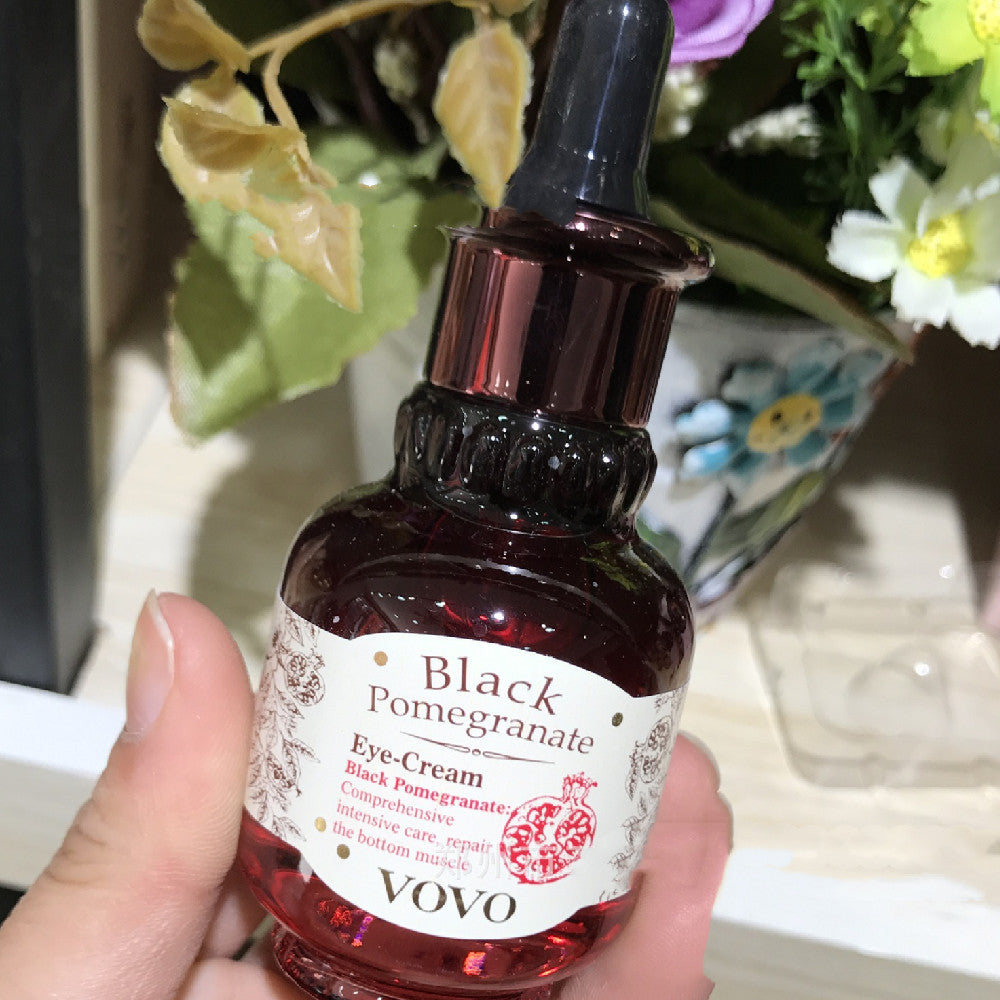 Black
Pomegranate
Eye-Cream
Black Pomegranate:
Comprehensive
intensive care, repair
the bottom muscle
VOVO